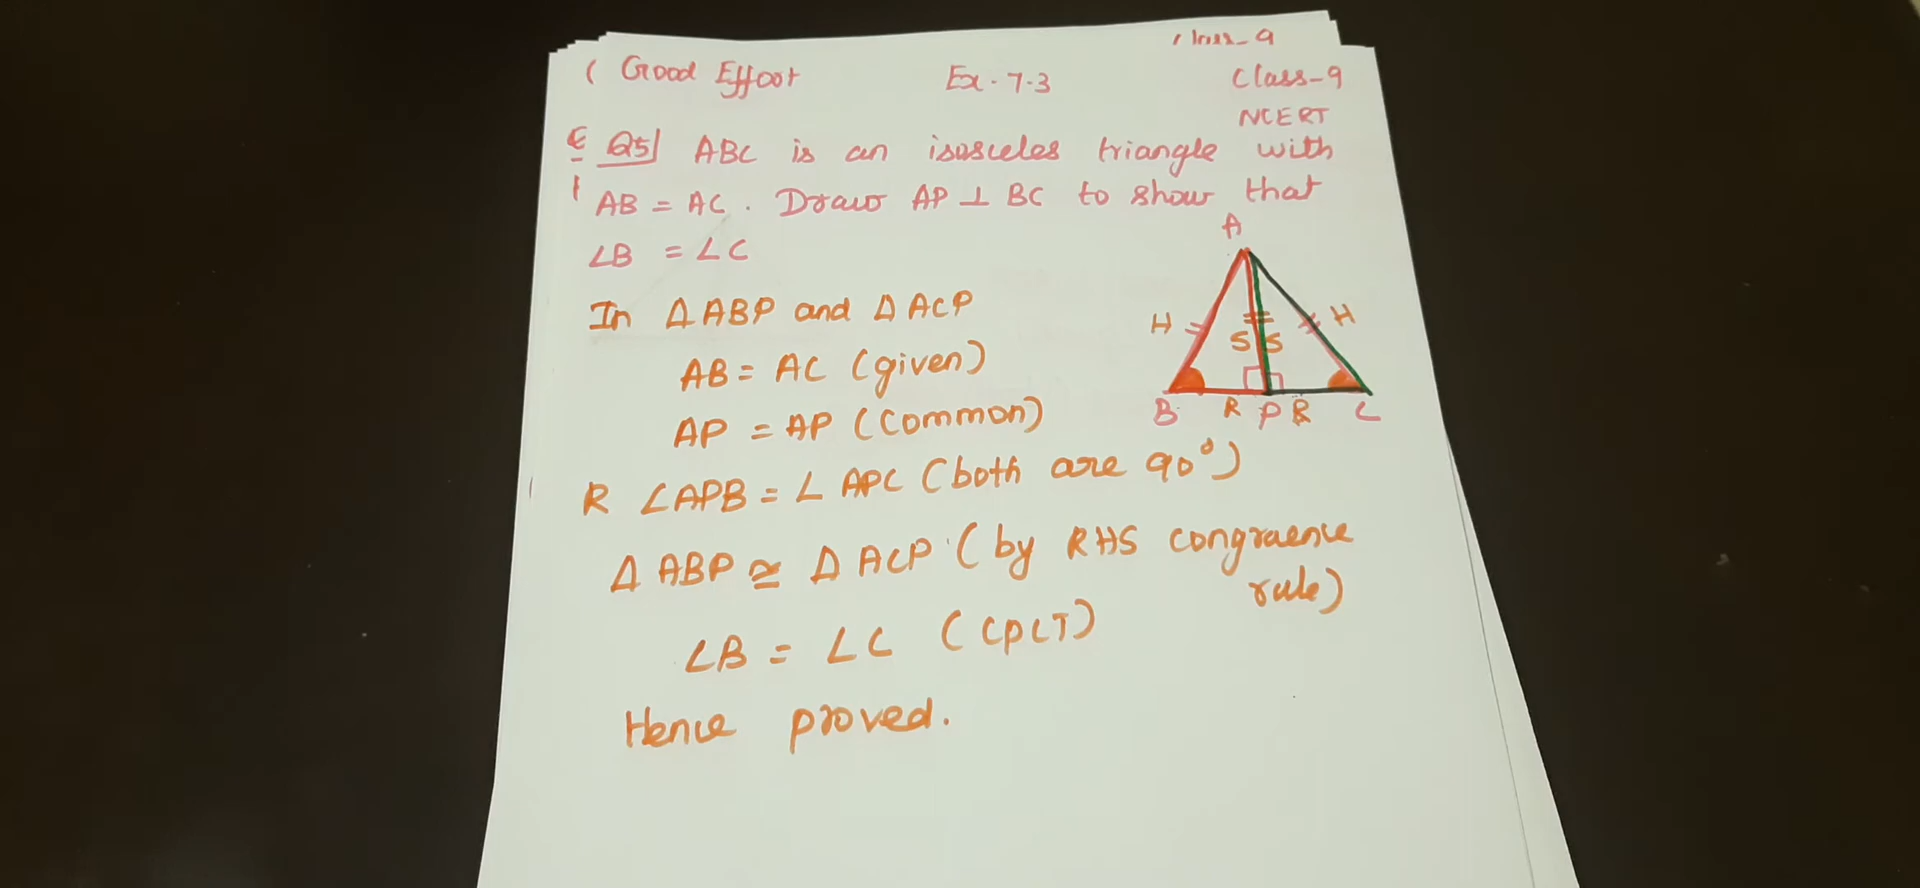 Class-9
( Good Effort Ex-7.3 Class-9
NCERT
Q5| ABC is an isosceles triangle with
AB = AC. Draw AP ⊥ BC to show that
∠B = ∠C
A
In ΔABP and ΔACP
H S S H
AB = AC (given)
B R P R C
AP = AP (Common)
R ∠APB = ∠APC (both are 90°)
ΔABP ≅ ΔACP (by RHS congruence
rule)
∠B = ∠C (CPCT)
Hence proved.